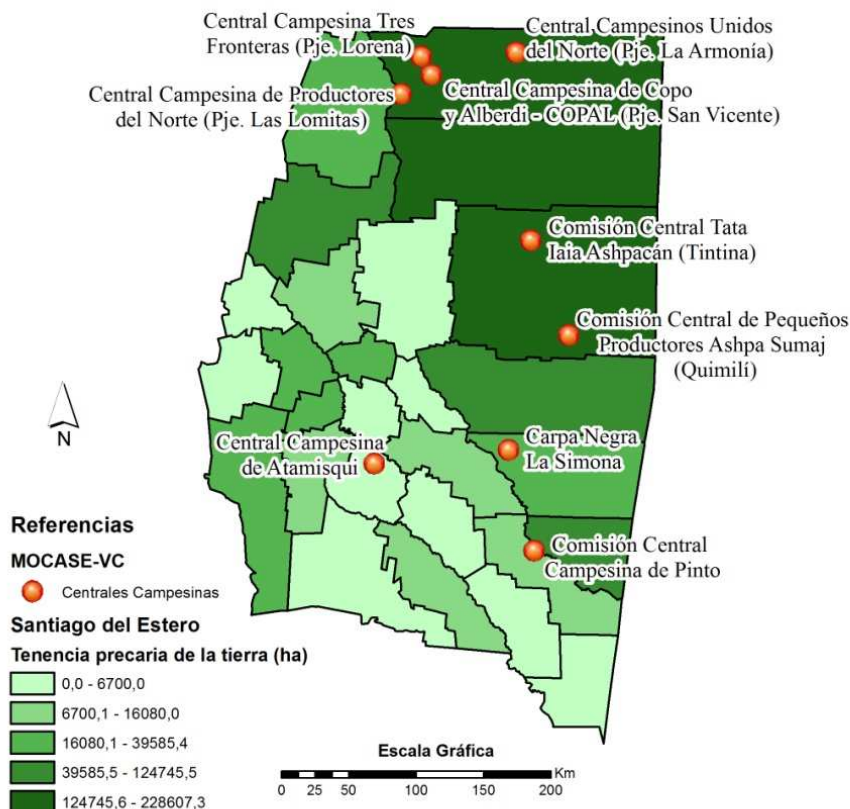 Central Campesina Tres
Fronteras (Pje. Lorena)
Central Campesinos Unidos
del Norte (Pje. La Armonía)
Central Campesina de Productores
del Norte (Pje. Las Lomitas)
Central Campesina de Copo
y Alberdi - COPAL (Pje. San Vicente)
Comisión Central Tata
Iaia Ashpacán (Tintina)
Comisión Central de Pequeños
Productores Ashpa Sumaj
(Quimilí)
N
Central Campesina
de Atamisqui
Carpa Negra
La Simona
Comisión Central
Campesina de Pinto
Referencias
MOCASE-VC
Centrales Campesinas
Santiago del Estero
Tenencia precaria de la tierra (ha)
0,0 - 6700,0
6700,1 - 16080,0
16080,1 - 39585,4
39585,5 - 124745,5
124745,6 - 228607,3
Escala Gráfica
0 25 50 100 150 200 Km